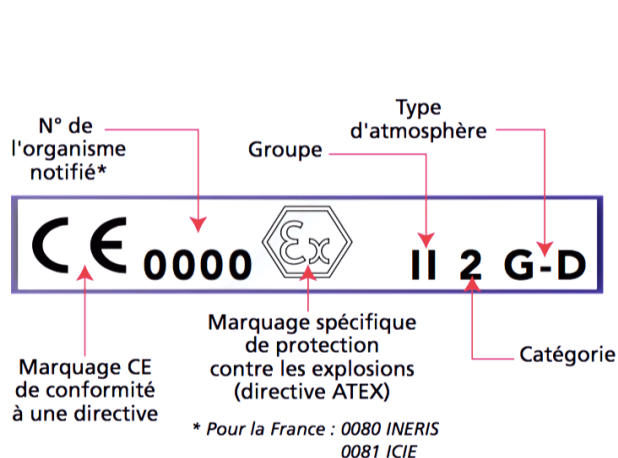 N° de
l'organisme
notifié*
Groupe
Type
d'atmosphère
CE 0000 Ex II 2 G-D
Marquage CE
de conformité
à une directive
Marquage spécifique
de protection
contre les explosions
(directive ATEX)
Catégorie
* Pour la France : 0080 INERIS
0081 ICIE